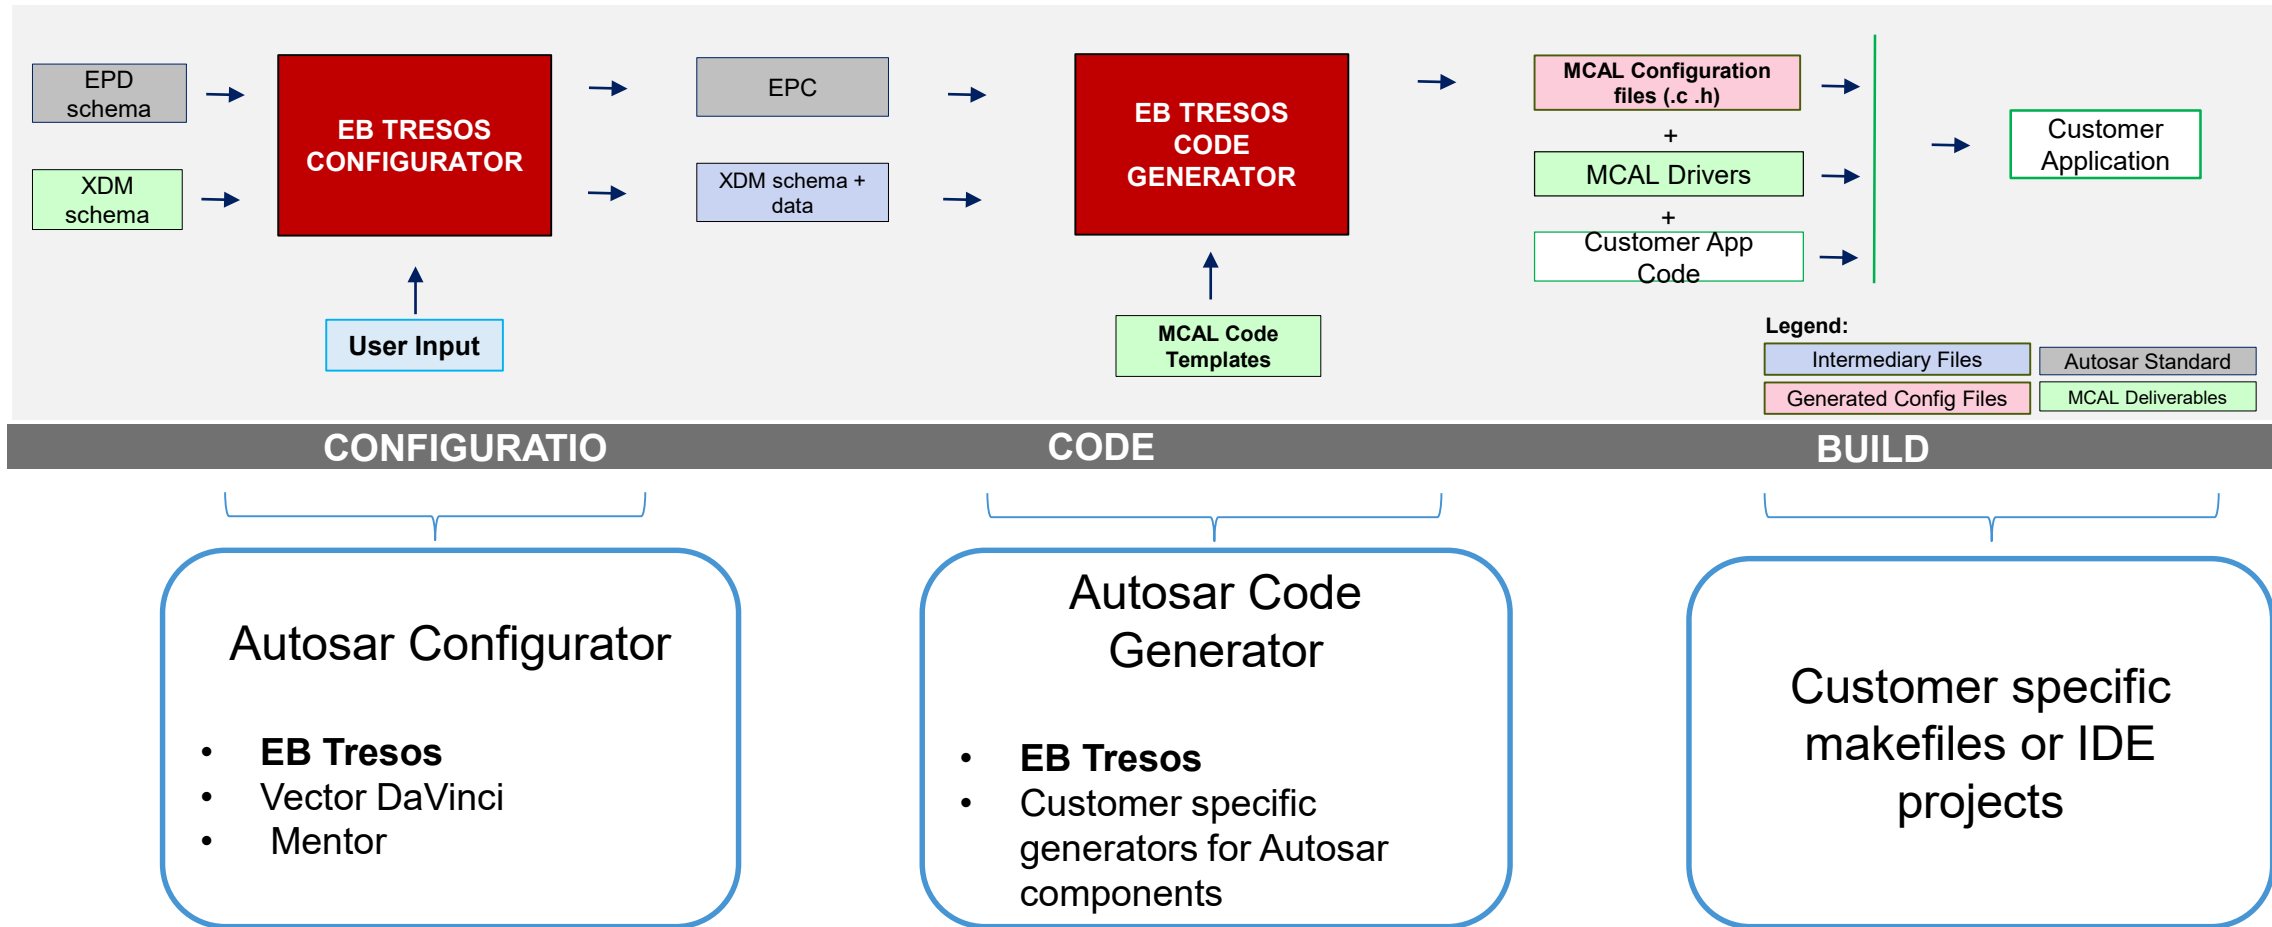 EPD
schema
XDM
schema
EB TRESOS
CONFIGURATOR
User Input
EPC
XDM schema +
data
EB TRESOS
CODE
GENERATOR
MCAL Code
Templates
MCAL Configuration
files (.c .h)
+
MCAL Drivers
+
Customer App
Code
Customer
Application
Legend:
Intermediary Files
Autosar Standard
Generated Config Files
MCAL Deliverables
CONFIGURATIO
CODE
BUILD
Autosar Configurator
• EB Tresos
• Vector DaVinci
• Mentor
Autosar Code
Generator
• EB Tresos
• Customer specific
generators for Autosar
components
Customer specific
makefiles or IDE
projects